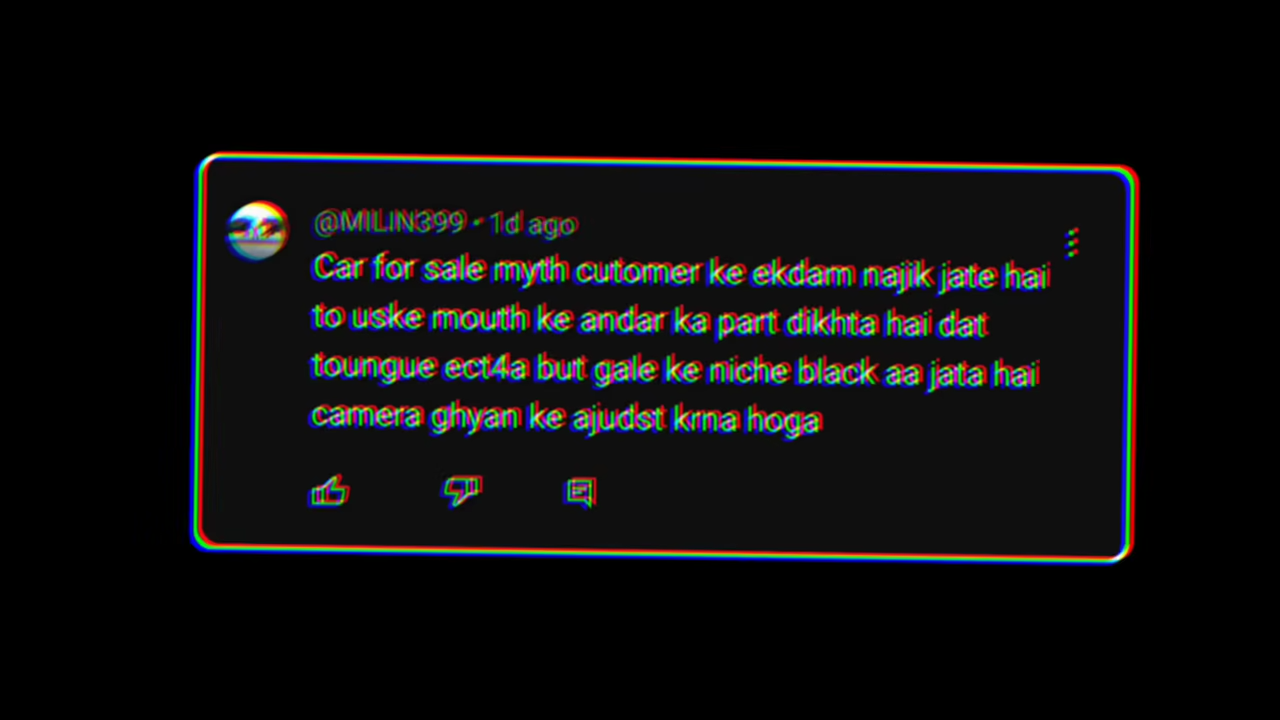 @MILIN399 • 1d ago
Car for sale myth cutomer ke ekdam najik jate hai
to uske mouth ke andar ka part dikhta hai dat
toungue ect4a but gale ke niche black aa jata hai
camera ghyan ke ajudst krna hoga